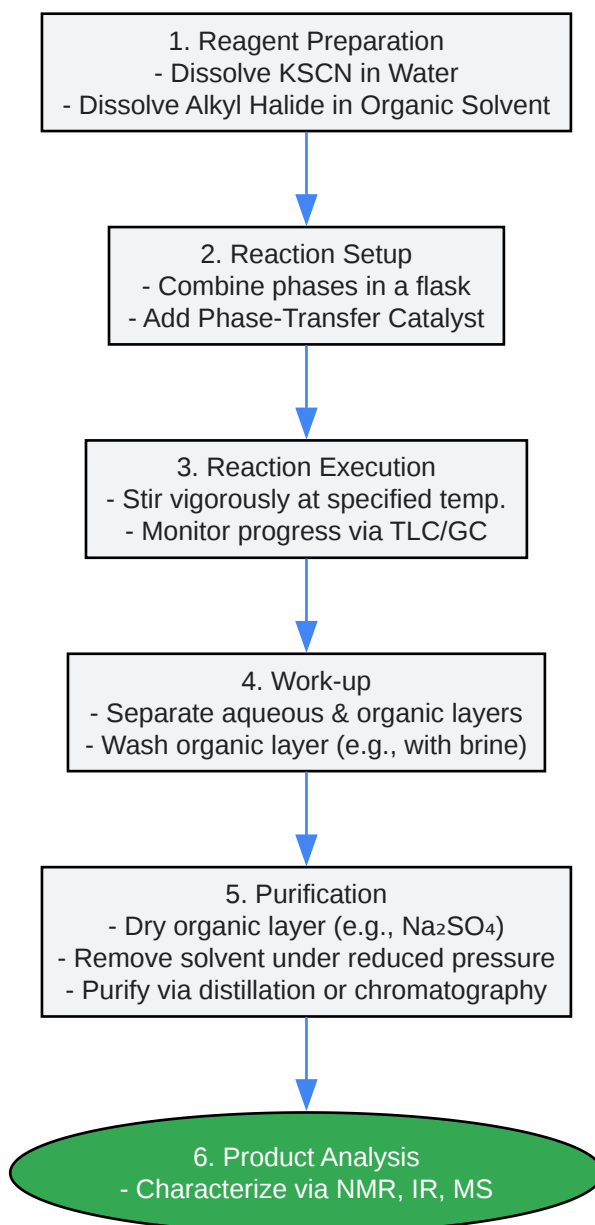 1. Reagent Preparation
- Dissolve KSCN in Water
- Dissolve Alkyl Halide in Organic Solvent
2. Reaction Setup
- Combine phases in a flask
- Add Phase-Transfer Catalyst
3. Reaction Execution
- Stir vigorously at specified temp.
- Monitor progress via TLC/GC
4. Work-up
- Separate aqueous & organic layers
- Wash organic layer (e.g., with brine)
5. Purification
- Dry organic layer (e.g., Na₂SO₄)
- Remove solvent under reduced pressure
- Purify via distillation or chromatography
6. Product Analysis
- Characterize via NMR, IR, MS